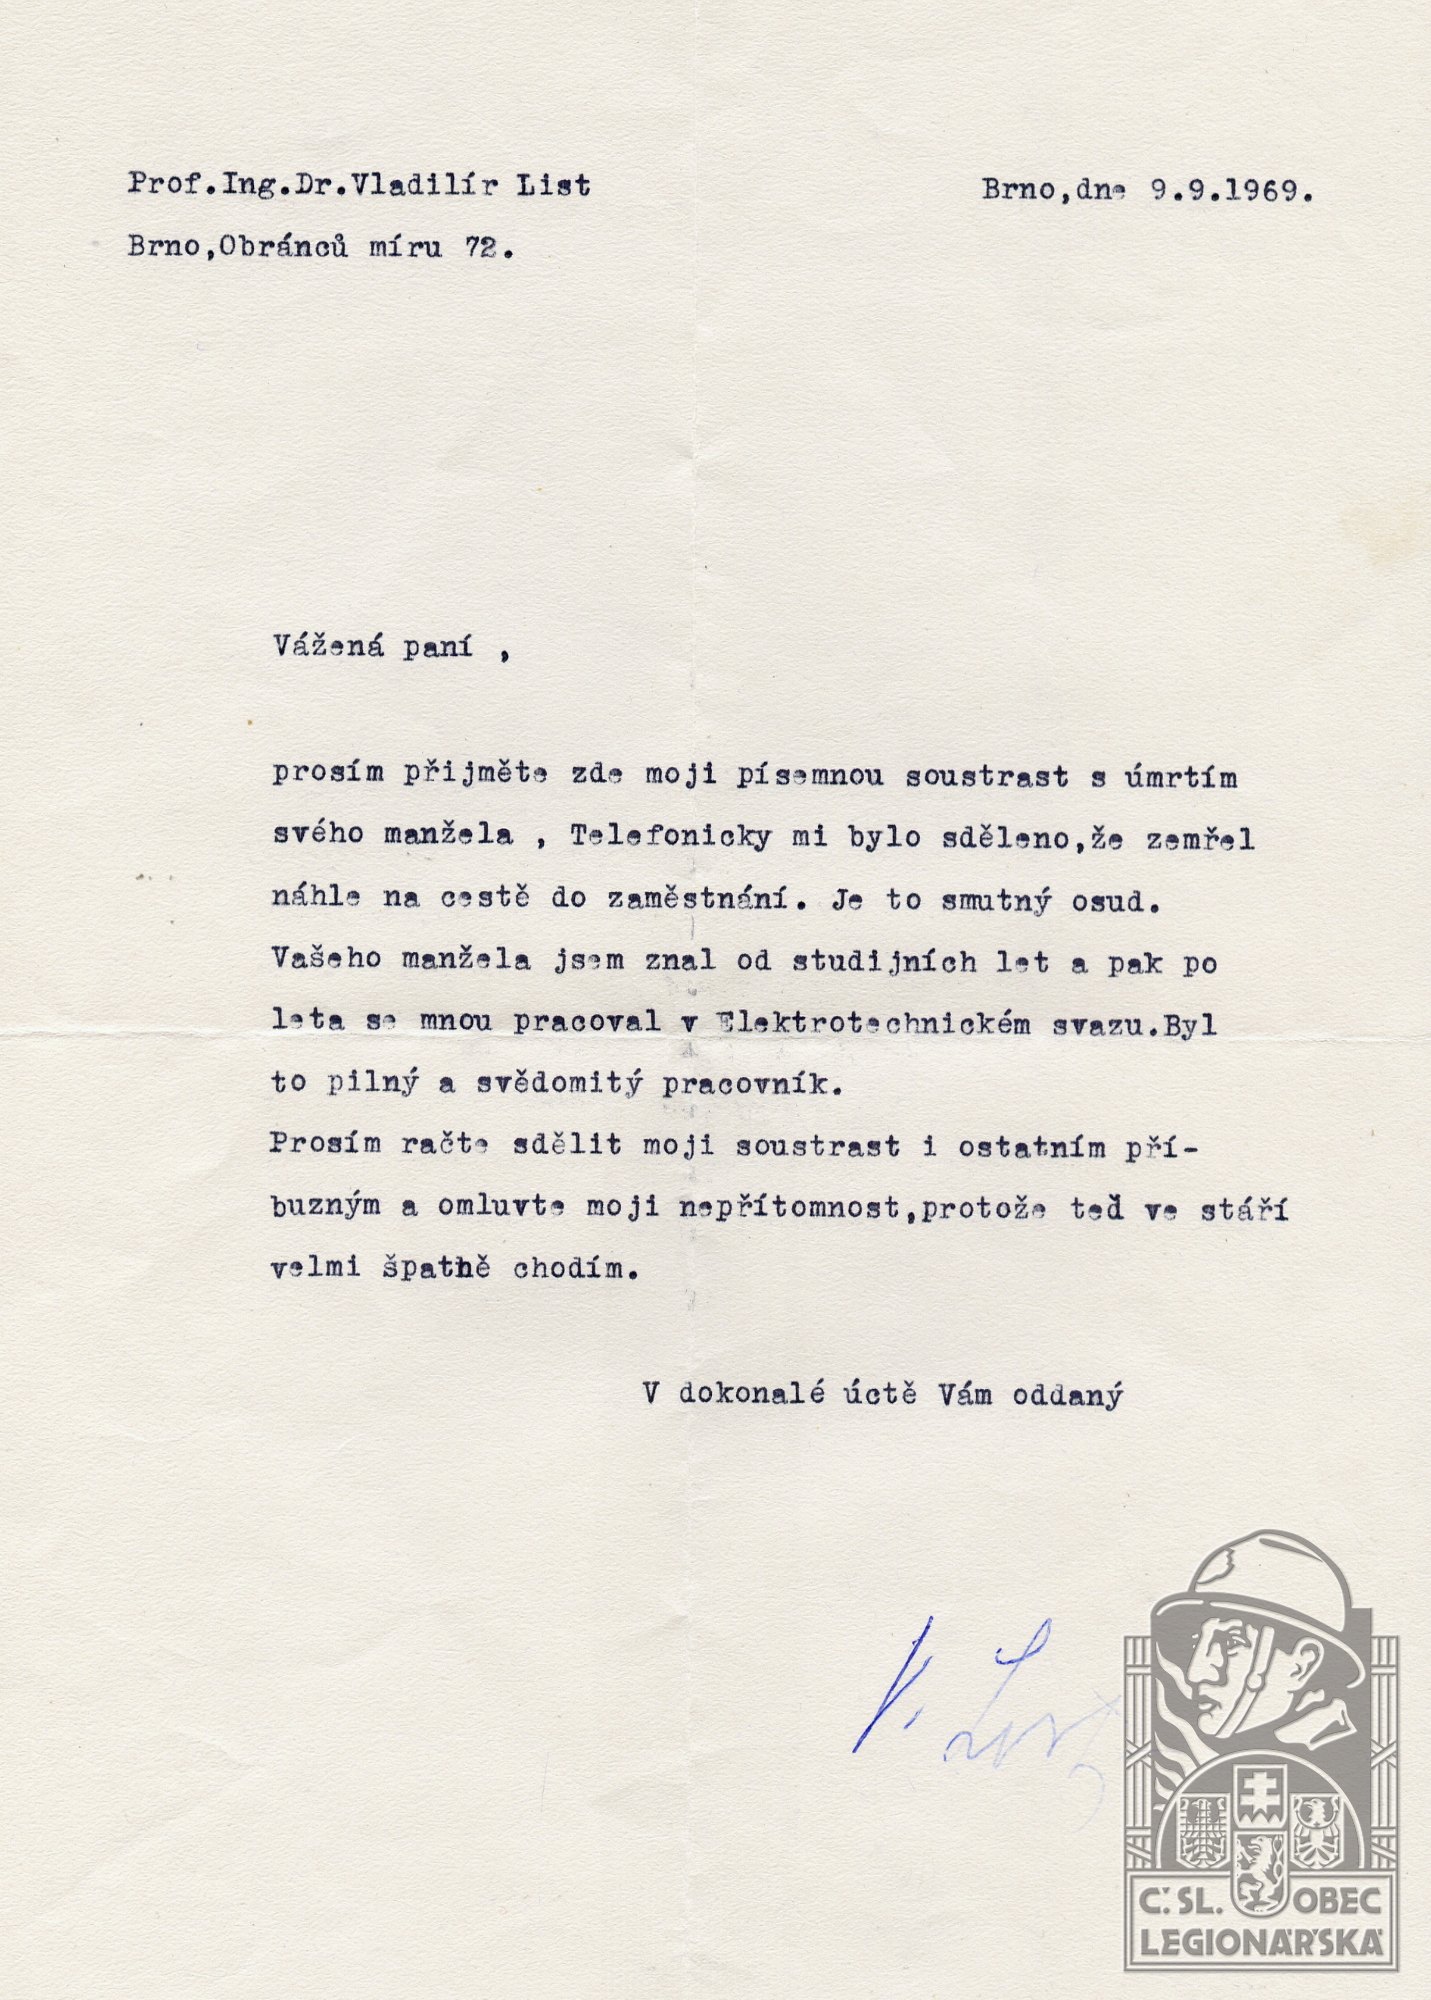 Prof.Ing.Dr.Vladilír List
Brno,dne 9.9.1969.
Brno,Obránců míru 72.
Vážená paní ,
prosím přijměte zde moji písemnou soustrast s úmrtím
svého manžela , Telefonicky mi bylo sděleno,že zemřel
náhle na cestě do zaměstnání. Je to smutný osud.
Vašeho manžela jsem znal od studijních let a pak po
leta se mnou pracoval v Elektrotechnickém svazu.Byl
to pilný a svědomitý pracovník.
Prosím račte sdělit moji soustrast i ostatním pří-
buzným a omluvte moji nepřítomnost,protože teď ve stáří
velmi špatně chodím.
V dokonalé úctě Vám oddaný
V. List
Č.SL. OBEC
LEGIONÁŘSKÁ